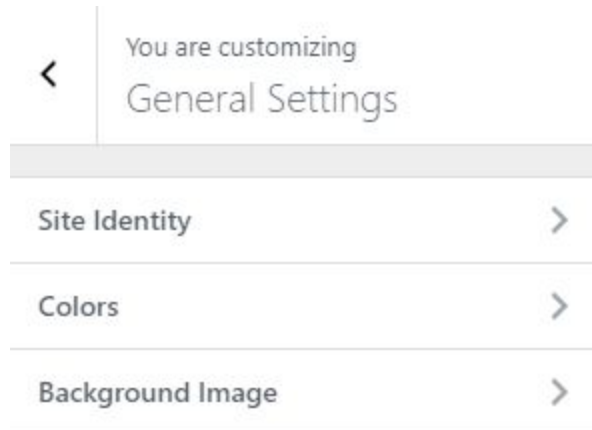 You are customizing
General Settings
Site Identity
Colors
Background Image